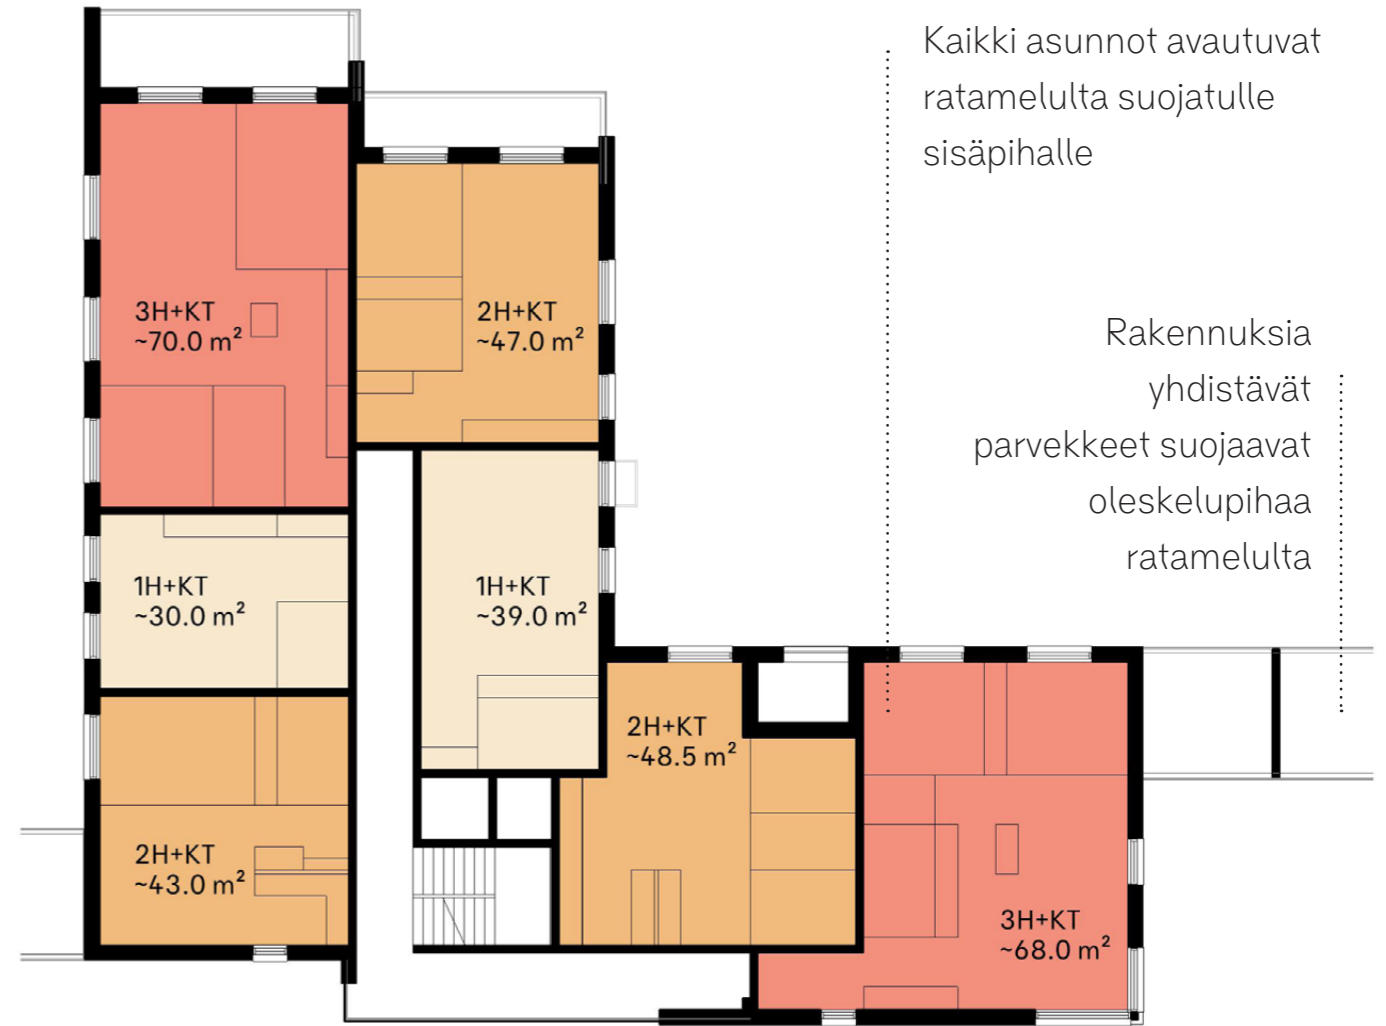 Kaikki asunnot avautuvat
ratamelulta suojatulle
sisäpihalle
Rakennuksia
yhdistävät
parvekkeet suojaavat
oleskelupihaa
ratamelulta
3H+KT
~70.0 m²
2H+KT
~47.0 m²
1H+KT
~30.0 m²
1H+KT
~39.0 m²
2H+KT
~48.5 m²
2H+KT
~43.0 m²
3H+KT
~68.0 m²